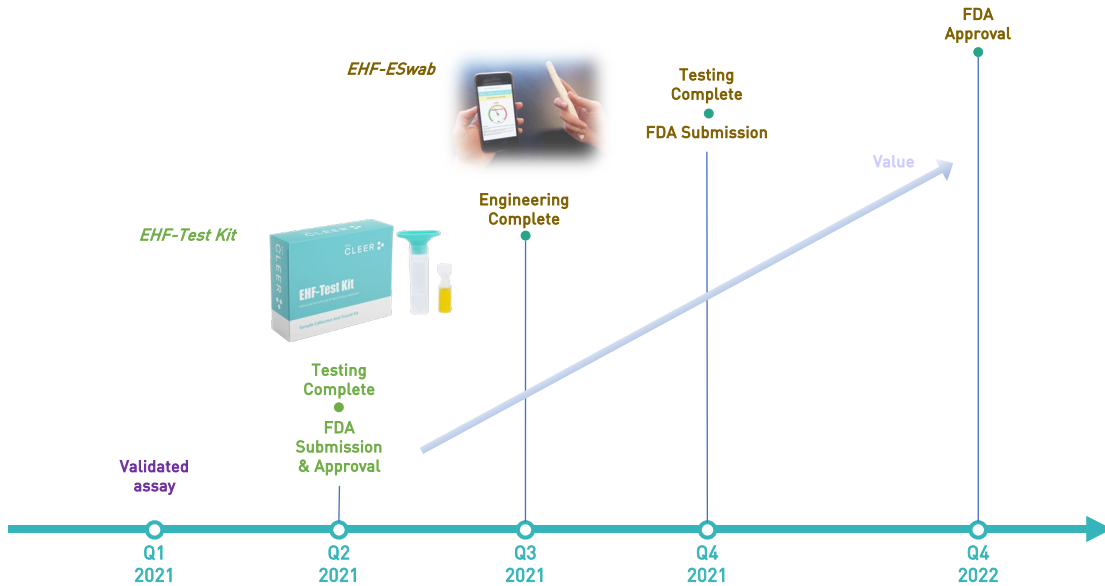 FDA
Approval
EHF-ESwab
Testing
Complete
FDA Submission
Value
Engineering
Complete
EHF-Test Kit
CLEER
CLEER
EHF-Test Kit
Testing
Complete
FDA
Submission
& Approval
Validated
assay
Q1
2021
Q2
2021
Q3
2021
Q4
2021
Q4
2022